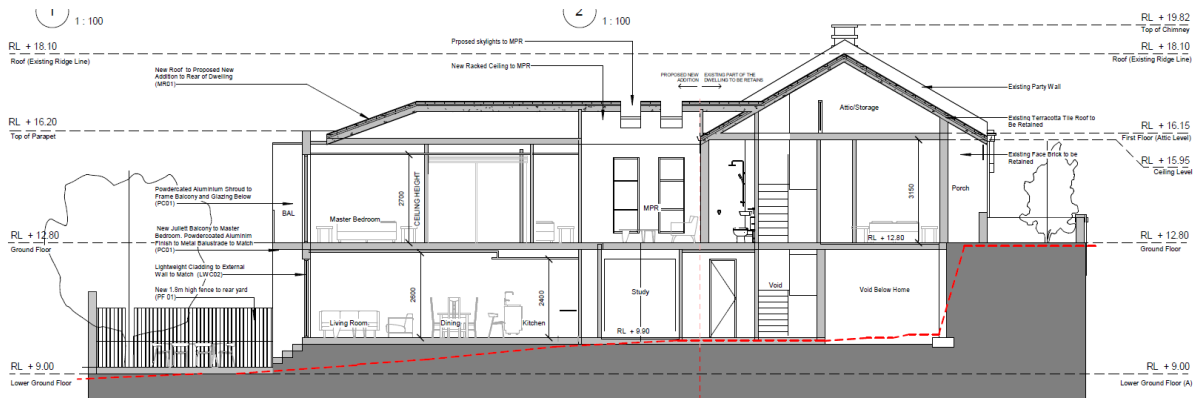 1
1 : 100
2
1 : 100
RL + 19.82
Top of Chimney
RL + 18.10
Roof (Existing Ridge Line)
RL + 18.10
Roof (Existing Ridge Line)
Prposed skylights to MPR
New Racked Ceiling to MPR
New Roof to Proposed New
Addition to Rear of Dwelling
(MR01)
PROPOSED NEW
ADDITION
EXISTING PART OF THE
DWELLING TO BE RETAINS
Existing Party Wall
Attic/Storage
Existing Terracotta Tile Roof to
Be Retained
RL + 16.20
Top of Parapet
RL + 16.15
First Floor (Attic Level)
Existing Face Brick to be
Retained
RL + 15.95
Ceiling Level
Powdercated Aluminium Shroud to
Frame Balcony and Glazing Below
(PC01)
BAL
2700
CEILING HEIGHT
3150
Porch
Master Bedroom
MPR
New Juliett Balcony to Master
Bedroom. Powdercoated Aluminim
Finish to Metal Balustrade to Match
(PC01)
RL + 12.80
Ground Floor
RL + 12.80
RL + 12.80
Ground Floor
Lightweight Cladding to External
Wall to Match (LWC02)
New 1.8m high fence to rear yard
(PF 01)
2600
2400
Study
Void
Void Below Home
Living Room
Dining
Kitchen
RL + 9.90
RL + 9.00
Lower Ground Floor
RL + 9.00
Lower Ground Floor (A)